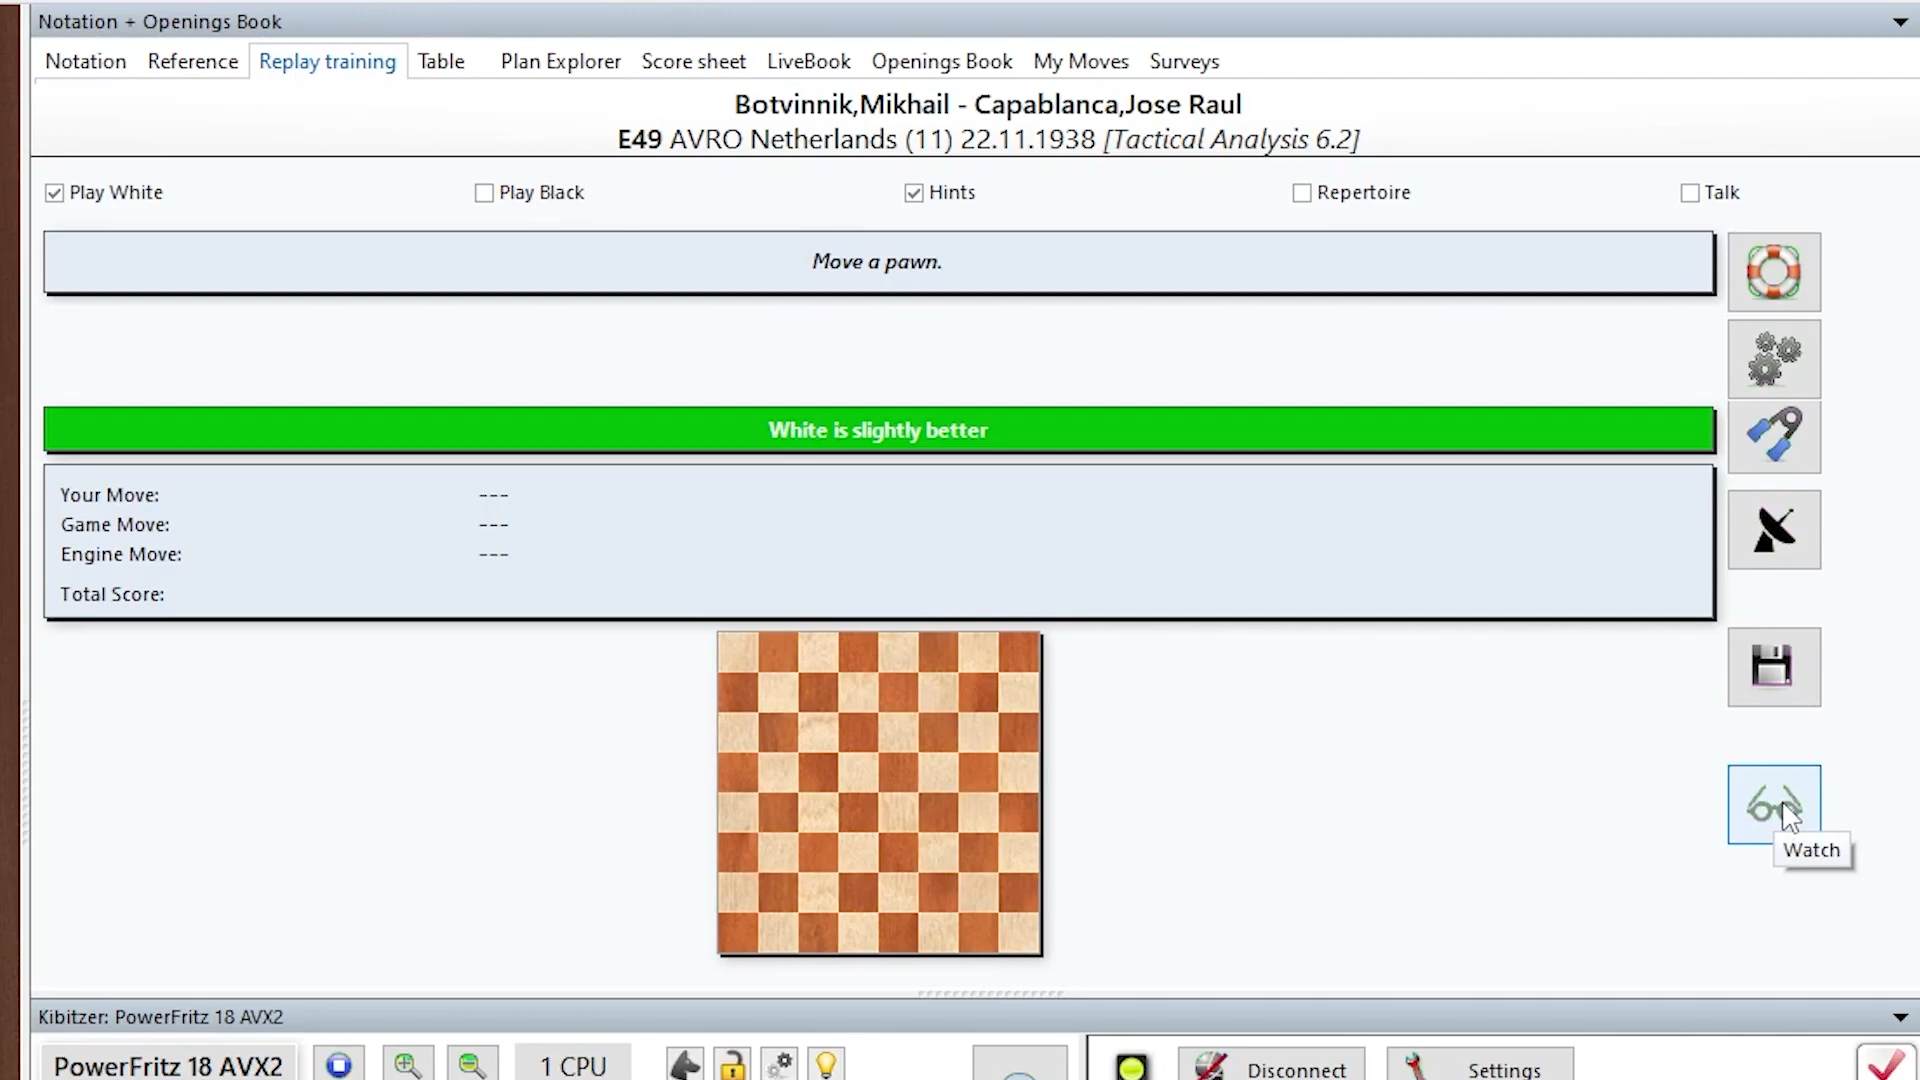 Notation + Openings Book
Notation Reference Replay training Table Plan Explorer Score sheet LiveBook Openings Book My Moves Surveys
Botvinnik,Mikhail - Capablanca,Jose Raul
E49 AVRO Netherlands (11) 22.11.1938 [Tactical Analysis 6.2]
Play White Play Black Hints Repertoire Talk
Move a pawn.
White is slightly better
Your Move: ---
Game Move: ---
Engine Move: ---
Total Score:
Watch
Kibitzer: PowerFritz 18 AVX2
PowerFritz 18 AVX2 1 CPU Disconnect Settings